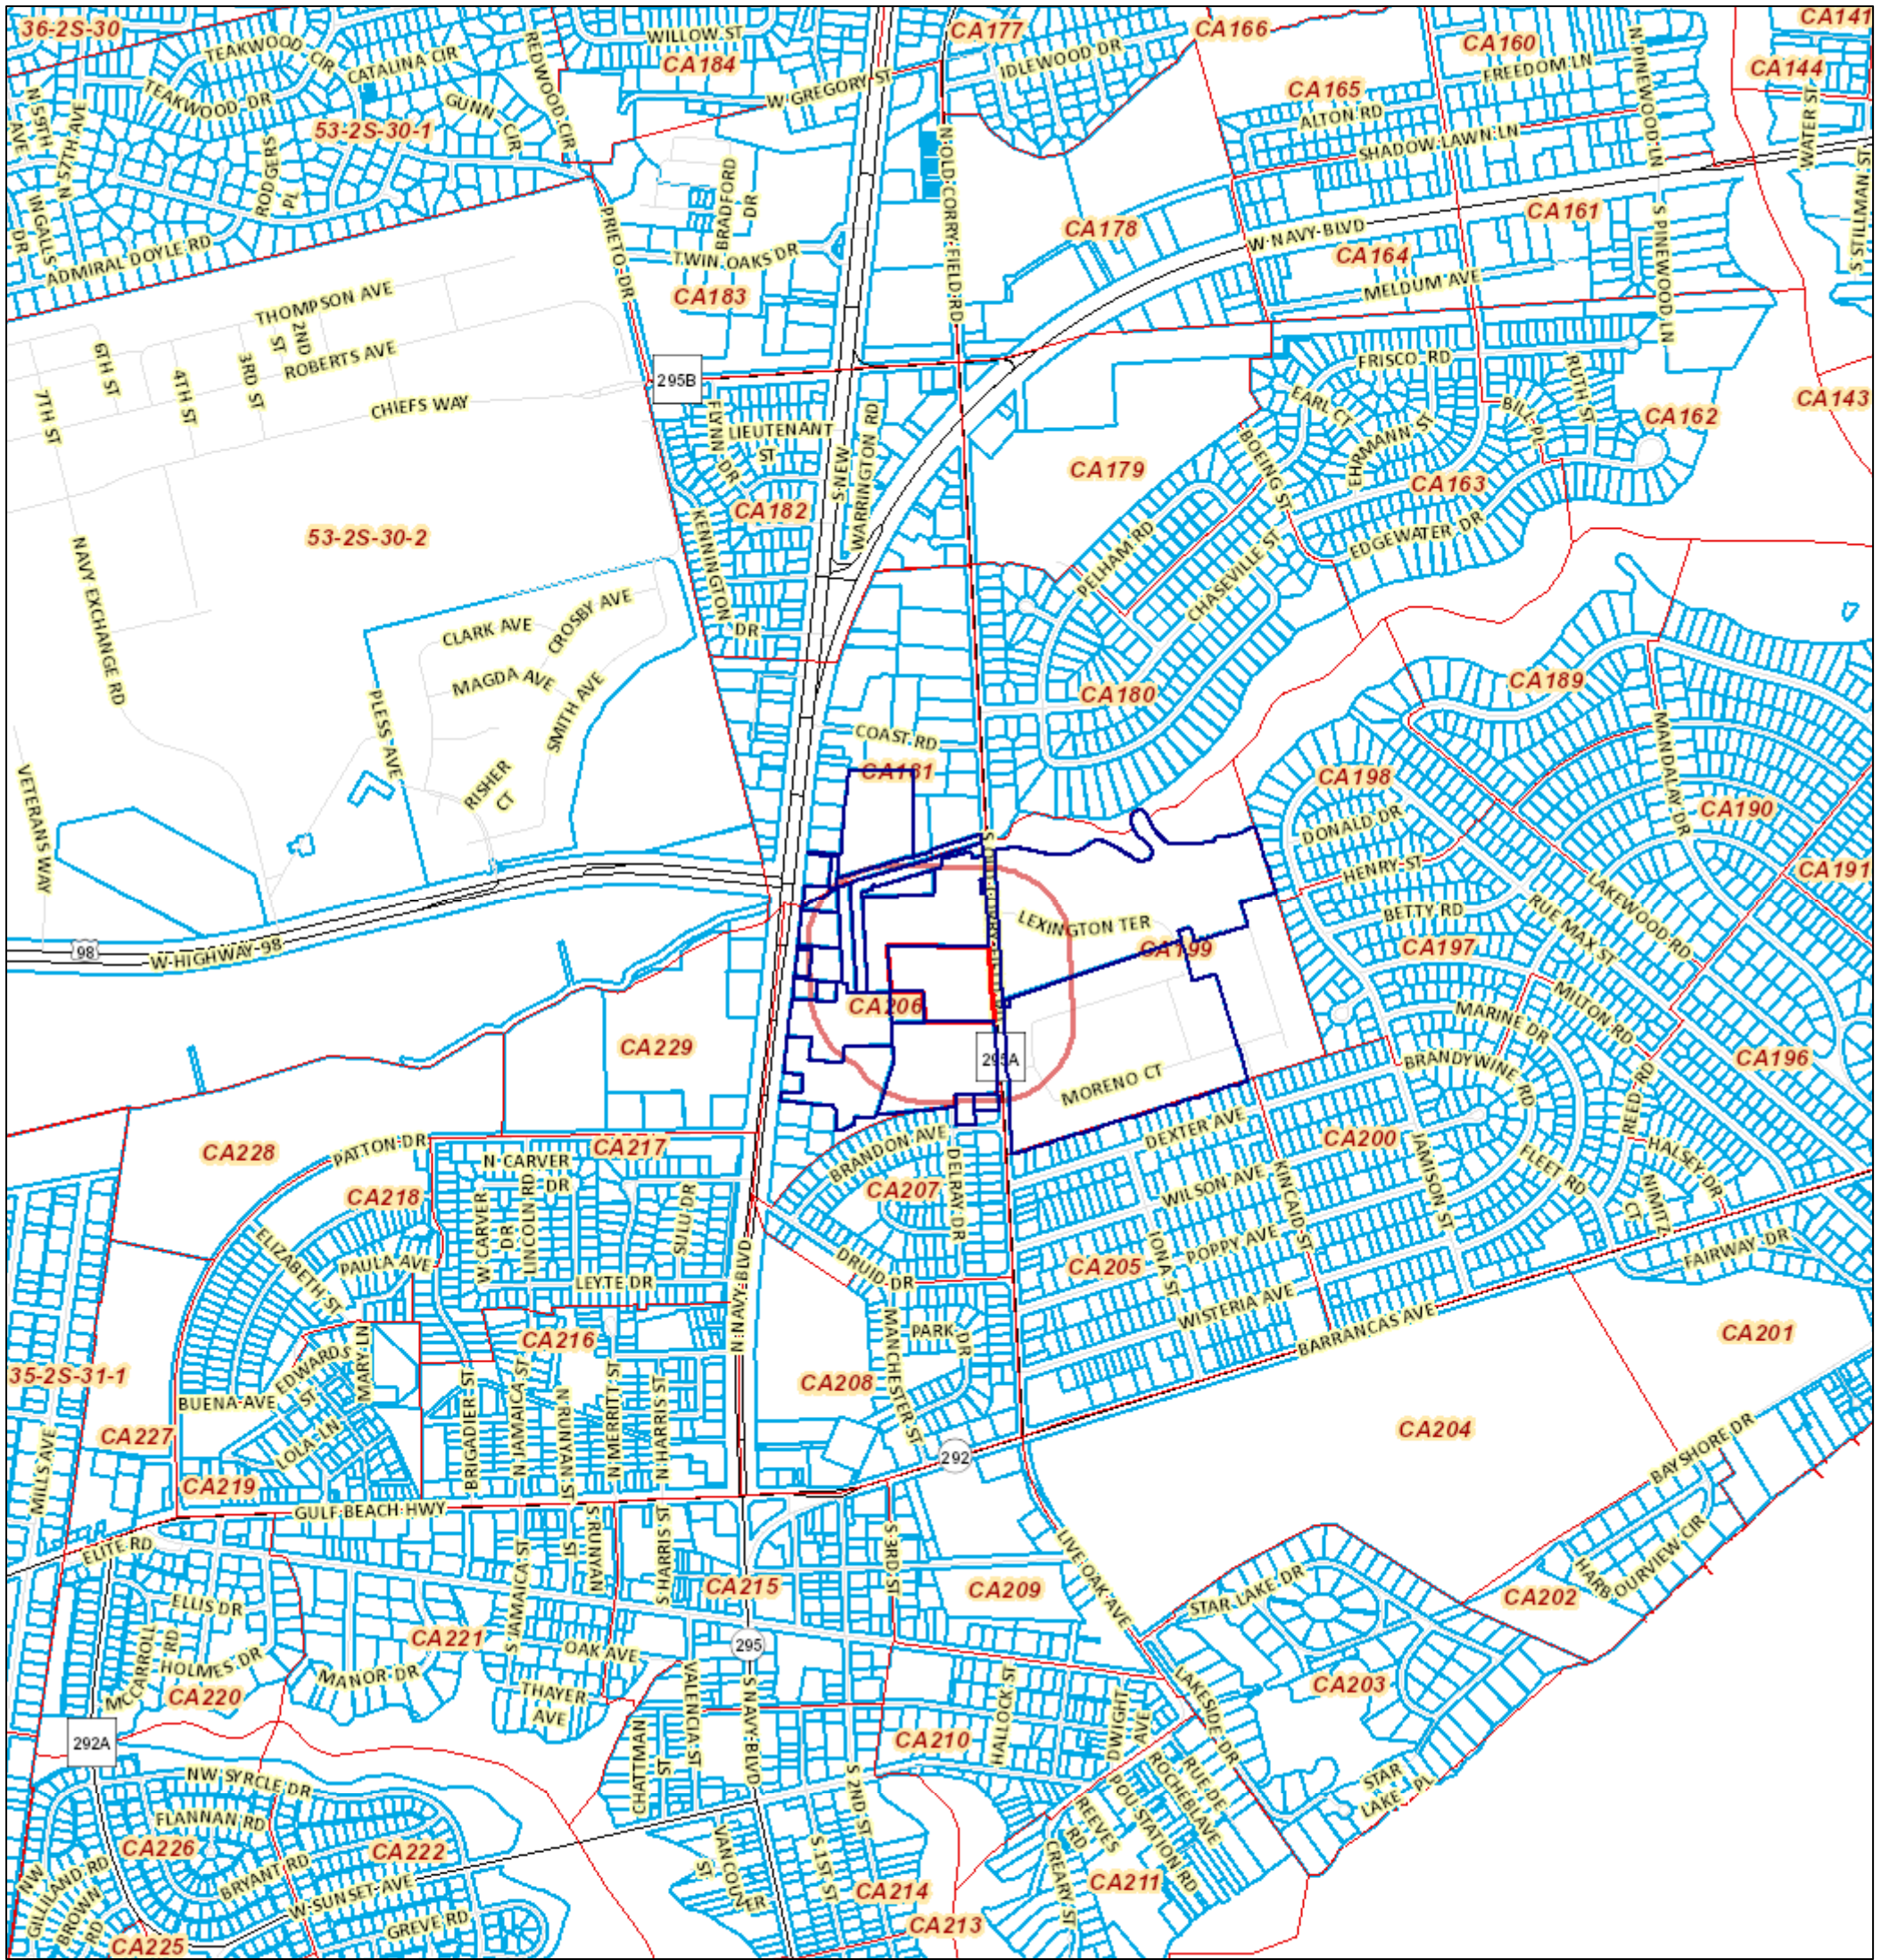 36-2S-30
TEAKWOOD CIR
CATALINA CIR
REDWOOD CIR
WILLOW ST
CA184
CA177
IDLEWOOD DR
CA166
CA160
FREEDOM LN
N PINEWOOD LN
CA141
CA144
WATER ST
N 59TH
AVE
N 57TH AVE
TEAKWOOD DR
GUNN CIR
53-2S-30-1
W GREGORY ST
CA165
ALTON RD
SHADOW LAWN LN
RODGERS
PL
BRADFORD
DR
N OLD CORRY FIELD RD
S STILLMAN ST
WGALLS
DR
ADMIRAL DOYLE RD
PRIETO DR
TWIN OAKS DR
CA183
CA178
W NAVY BLVD
CA161
CA164
MELDUM AVE
S PINEWOOD LN
THOMPSON AVE
2ND
ST
ROBERTS AVE
6TH ST
4TH ST
3RD ST
7TH ST
CHIEFS WAY
295B
FLYNN DR
LIEUTENANT
ST
S NEW
WARRINGTON RD
FRISCO RD
EARL CT
EHRMANN ST
BILL PL
RUTH ST
CA162
CA143
CA179
BOEING ST
CA163
CA182
KENNINGTON
DR
53-2S-30-2
NAVY EXCHANGE RD
EDGEWATER DR
PELHAM RD
CHASEVILLE ST
CLARK AVE
CROSBY AVE
MAGDA AVE
SMITH AVE
PLESS AVE
RISHER
CT
CA180
CA189
MANDALAY DR
COAST RD
CA181
VETERANS WAY
CA198
DONALD DR
CA190
HENRY ST
CA191
LAKEWOOD RD
BETTY RD
RUE MAX ST
LEXINGTON TER
CA199
CA197
98
W HIGHWAY 98
CA206
MILTON RD
MARINE DR
CA229
295A
MORENO CT
BRANDYWINE RD
CA196
REED RD
CA228
PATTON DR
CA217
N CARVER
DR
BRANDON AVE
DELRAY DR
DEXTER AVE
CA200
JAMISON ST
HALSEY DR
NIMITZ
CT
FLEET RD
CA218
W CARVER
DR
LINCOLN RD
SULU DR
CA207
WILSON AVE
KINCAID ST
ELIZABETH ST
PAULA AVE
LEYTE DR
N NAVY BLVD
DRUID DR
CA205
IONA ST
POPPY AVE
FAIRWAY DR
WISTERIA AVE
BARRANCAS AVE
CA201
CA216
MANCHESTER ST
PARK DR
35-2S-31-1
EDWARDS
ST
MARY LN
BUENA AVE
LOLA LN
BRIGADIER ST
N JAMAICA ST
N RUNYAN ST
N MERRITT ST
N HARRIS ST
CA208
CA204
CA227
MILLS AVE
CA219
292
BAYSHORE DR
GULF BEACH HWY
ELITE RD
S JAMAICA ST
S RUNYAN
ST
S HARRIS ST
S 3RD ST
LIVE OAK AVE
HARBOURVIEW CIR
CA215
CA209
STAR LAKE DR
CA202
ELLIS DR
MCCARROLL
RD
HOLMES DR
CA221
OAK AVE
295
MANOR DR
CA220
THAYER
AVE
VALENCIA ST
S NAVY BLVD
HALLOCK ST
LAKESIDE DR
CA203
292A
CHATTMAN
ST
CA210
DWIGHT
AVE
RUE DE
ROCHEBLAVE
STAR
LAKE PL
NW SYRCLE DR
FLANNAN RD
S 2ND ST
POU STATION RD
REEVES
RD
CA226
CA222
BRYANT RD
W SUNSET AVE
VANCOUVER
ST
S 1ST ST
CREARY ST
CA211
NW
GILLILAND RD
BROWN
RD
GREVE RD
CA214
CA213
CA225